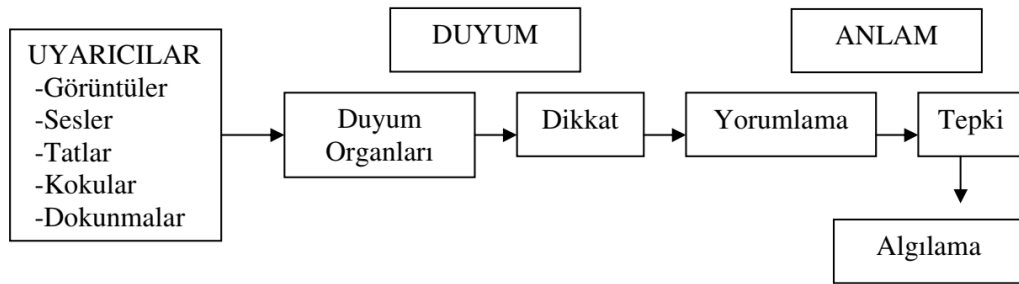 DUYUM
ANLAM
UYARICILAR
-Görüntüler
-Sesler
-Tatlar
-Kokular
-Dokunmalar
Duyum
Organları
Dikkat
Yorumlama
Tepki
Algılama